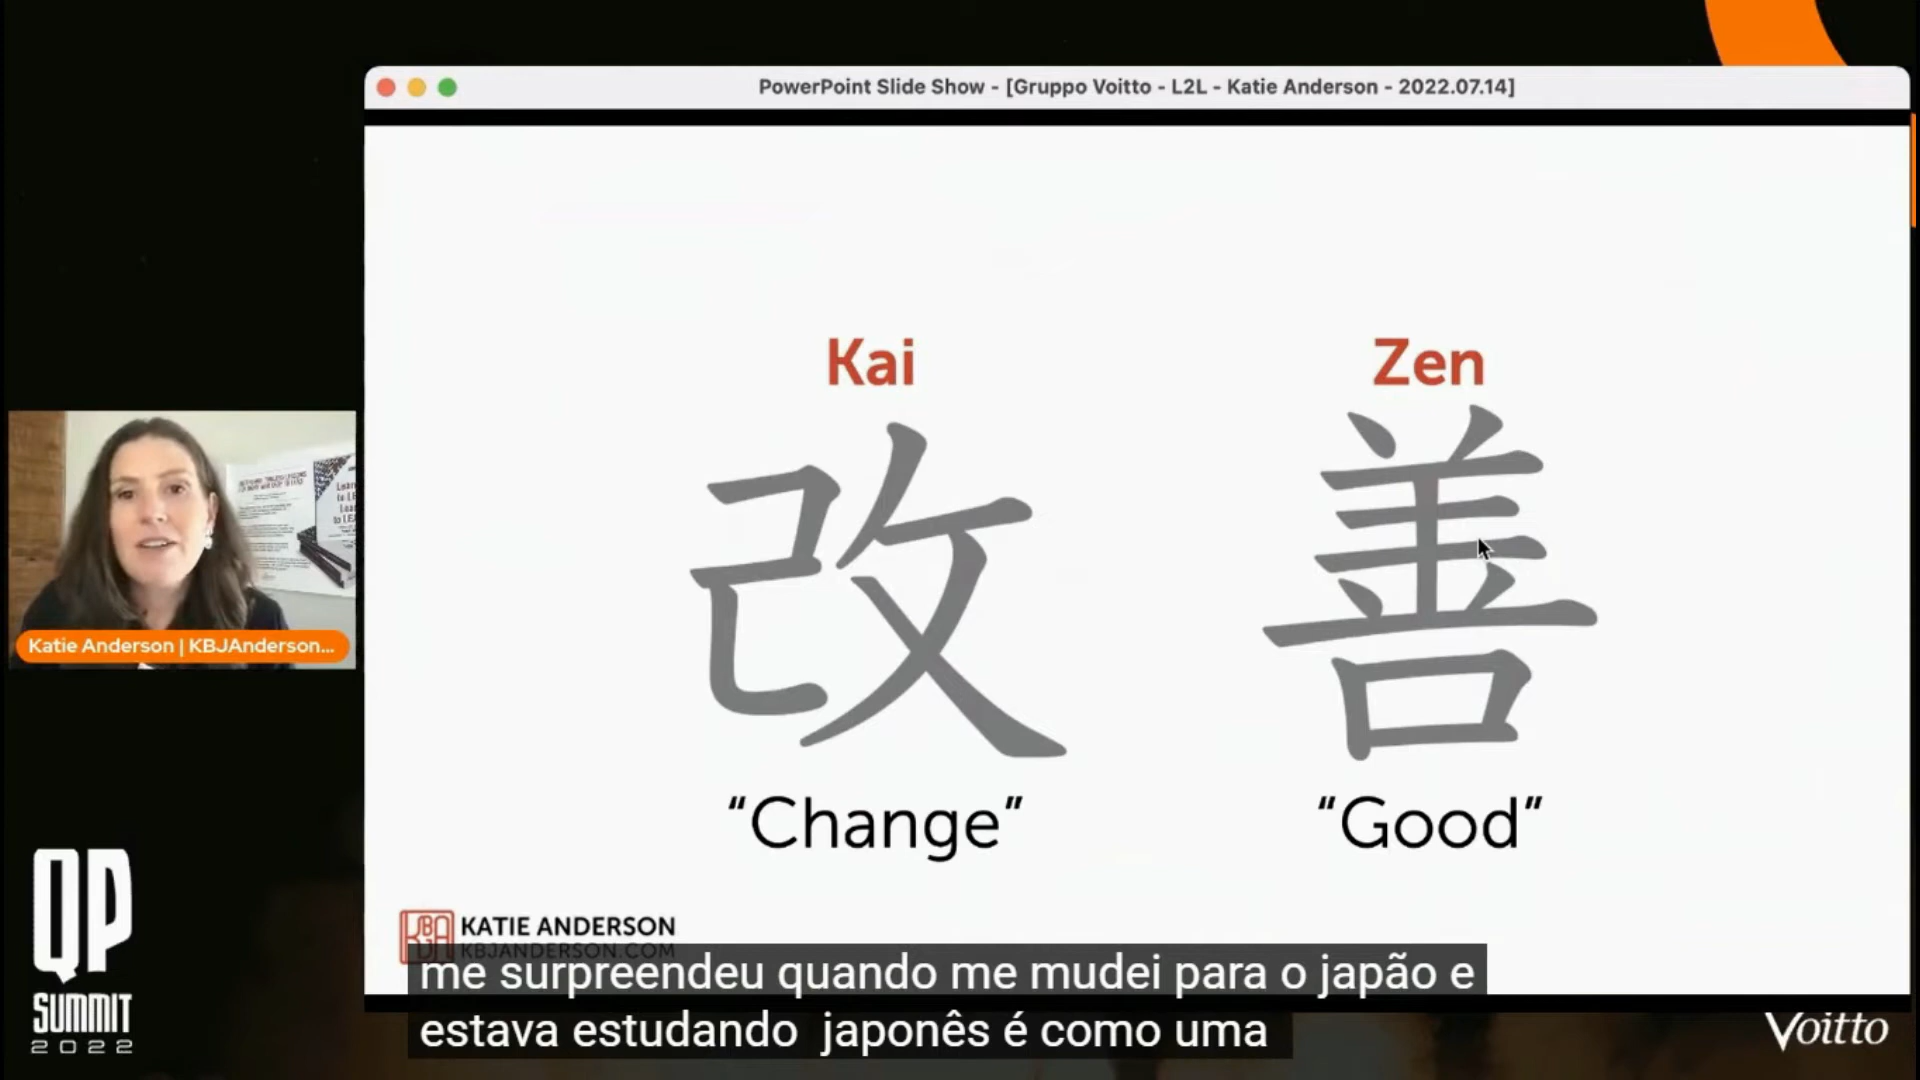 PowerPoint Slide Show - [Gruppo Voitto - L2L - Katie Anderson - 2022.07.14]
Kai Zen
改 善
“Change” “Good”
Katie Anderson | KBJAnderson...
KATIE ANDERSON
KBJANDERSON.COM
me surpreendeu quando me mudei para o japão e
estava estudando japonês é como uma
QP
SUMMIT
2022
Voitto